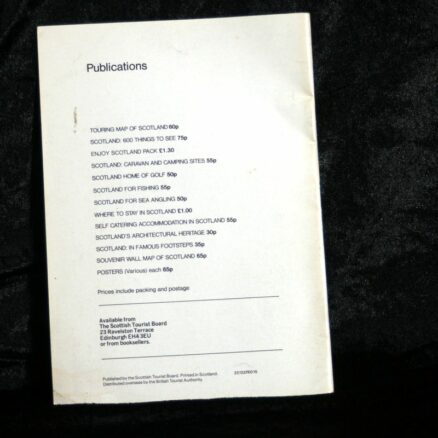 Publications
TOURING MAP OF SCOTLAND 60p
SCOTLAND: 600 THINGS TO SEE 75p
ENJOY SCOTLAND PACK £1.30
SCOTLAND: CARAVAN AND CAMPING SITES 55p
SCOTLAND HOME OF GOLF 50p
SCOTLAND FOR FISHING 55p
SCOTLAND FOR SEA ANGLING 50p
WHERE TO STAY IN SCOTLAND £1.00
SELF CATERING ACCOMMODATION IN SCOTLAND 55p
SCOTLAND'S ARCHITECTURAL HERITAGE 30p
SCOTLAND: IN FAMOUS FOOTSTEPS 35p
SOUVENIR WALL MAP OF SCOTLAND 65p
POSTERS (Various) each 65p
Prices include packing and postage
Available from
The Scottish Tourist Board
23 Ravelston Terrace
Edinburgh EH4 3EU
or from booksellers.
Published by the Scottish Tourist Board. Printed in Scotland.
Distributed overseas by the British Tourist Authority.